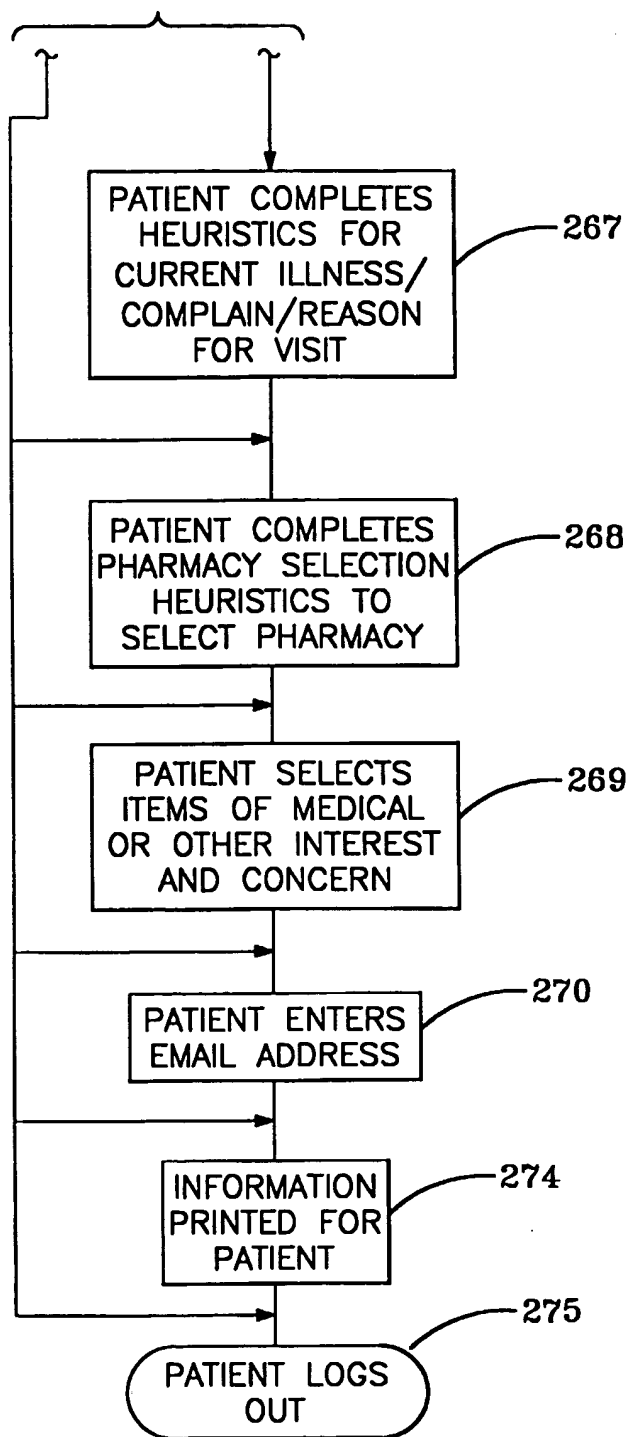 PATIENT COMPLETES
HEURISTICS FOR
CURRENT ILLNESS/
COMPLAIN/REASON
FOR VISIT
267
PATIENT COMPLETES
PHARMACY SELECTION
HEURISTICS TO
SELECT PHARMACY
268
PATIENT SELECTS
ITEMS OF MEDICAL
OR OTHER INTEREST
AND CONCERN
269
PATIENT ENTERS
EMAIL ADDRESS
270
INFORMATION
PRINTED FOR
PATIENT
274
PATIENT LOGS
OUT
275